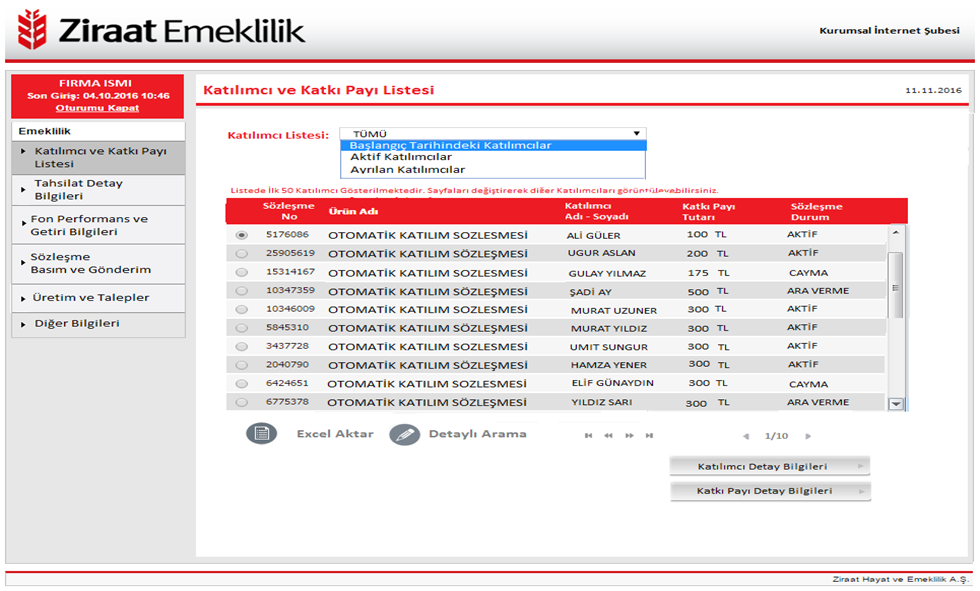 Ziraat Emeklilik
Kurumsal İnternet Şubesi
FIRMA ISMI
Son Giriş: 04.10.2016 10:46
Oturumu Kapat
Emeklilik
Katılımcı ve Katkı Payı
Listesi
Tahsilat Detay
Bilgileri
Fon Performans ve
Getiri Bilgileri
Sözleşme
Basım ve Gönderim
Üretim ve Talepler
Diğer Bilgileri
Katılımcı ve Katkı Payı Listesi
11.11.2016
Katılımcı Listesi: TÜMÜ
Başlangıç Tarihindeki Katılımcılar
Aktif Katılımcılar
Ayrılan Katılımcılar
Listede İlk 50 Katılımcı Gösterilmektedir. Sayfaları değiştirerek diğer Katılımcıları görüntüleyebilirsiniz.
Sözleşme No Ürün Adı Katılımcı Adı - Soyadı Katkı Payı Tutarı Sözleşme Durum
5176086 OTOMATİK KATILIM SOZLESMESİ ALİ GÜLER 100 TL AKTİF
25905619 OTOMATİK KATILIM SÖZLEŞMESİ UGUR ASLAN 200 TL AKTİF
15314167 OTOMATİK KATILIM SOZLESMESİ GULAY YILMAZ 175 TL CAYMA
10347359 OTOMATİK KATILIM SÖZLEŞMESİ ŞADİ AY 500 TL ARA VERME
10346009 OTOMATİK KATILIM SOZLESMESİ MURAT UZUNER 300 TL AKTİF
5845310 OTOMATİK KATILIM SÖZLEŞMESİ MURAT YILDIZ 300 TL AKTİF
3437728 OTOMATİK KATILIM SOZLESMESİ UMIT SUNGUR 300 TL AKTİF
2040790 OTOMATİK KATILIM SÖZLEŞMESİ HAMZA YENER 300 TL AKTİF
6424651 OTOMATİK KATILIM SOZLESMESİ ELİF GÜNAYDIN 300 TL CAYMA
6775378 OTOMATİK KATILIM SÖZLEŞMESİ YILDIZ SARI 300 TL ARA VERME
Excel Aktar Detaylı Arama 1/10
Katılımcı Detay Bilgileri
Katkı Payı Detay Bilgileri
Ziraat Hayat ve Emeklilik A.Ş.